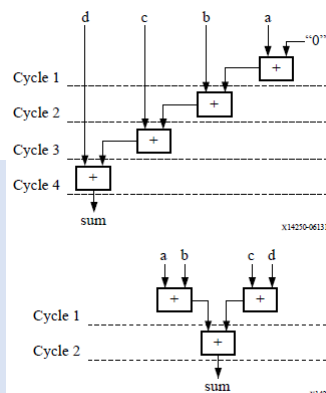 d c b a
"0"
+
Cycle 1
+
Cycle 2
+
Cycle 3
+
Cycle 4
sum
a b c d
+ +
Cycle 1
+
Cycle 2
sum